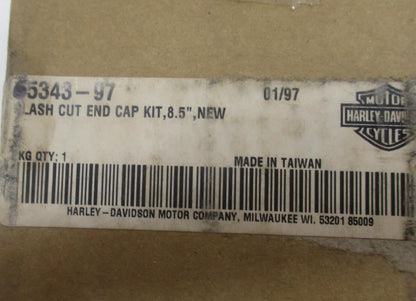 5343-97 01/97
LASH CUT END CAP KIT,8.5",NEW
MOTOR
HARLEY-DAVID
CYCLES
KG QTY: 1 MADE IN TAIWAN
HARLEY-DAVIDSON MOTOR COMPANY, MILWAUKEE WI. 53201 85009